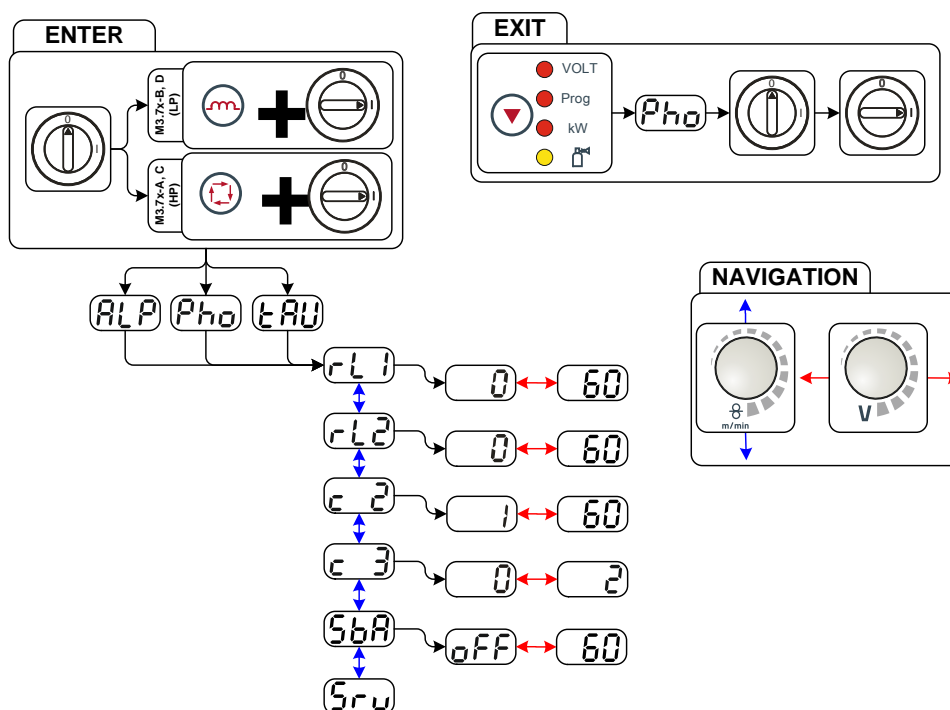 ENTER
M3.7x-B, D
(LP)
0
I
0
I
M3.7x-A, C
(HP)
0
I
EXIT
VOLT
Prog
kW
Pho
0
I
0
I
ALP Pho tAU
NAVIGATION
m/min
V
rL1 0 60
rL2 0 60
c 2 1 60
c 3 0 2
SbA oFF 60
Srv